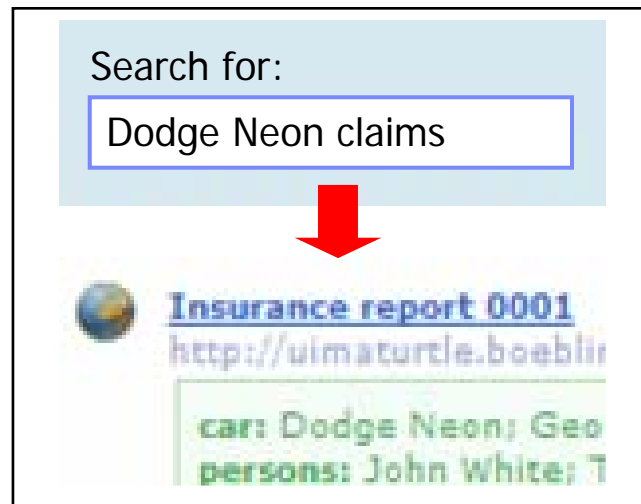 Search for:
Dodge Neon claims
Insurance report 0001
http://uimaturtle.boeblin
car: Dodge Neon; Geo
persons: John White; T